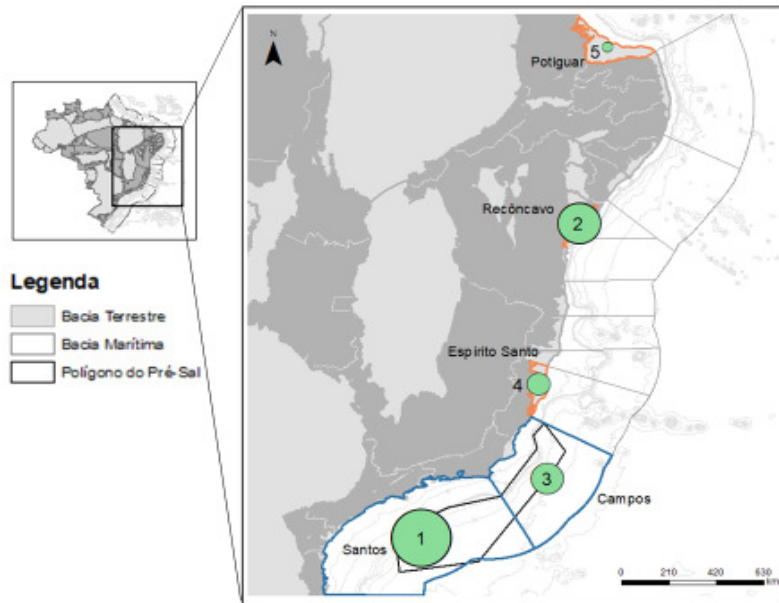 N
5
Potiguar
Recôncavo
2
Legenda
Bacia Terrestre
Bacia Marítima
Polígono do Pré-Sal
Espírito Santo
4
3
Campos
Santos
1
0 210 420 630
km